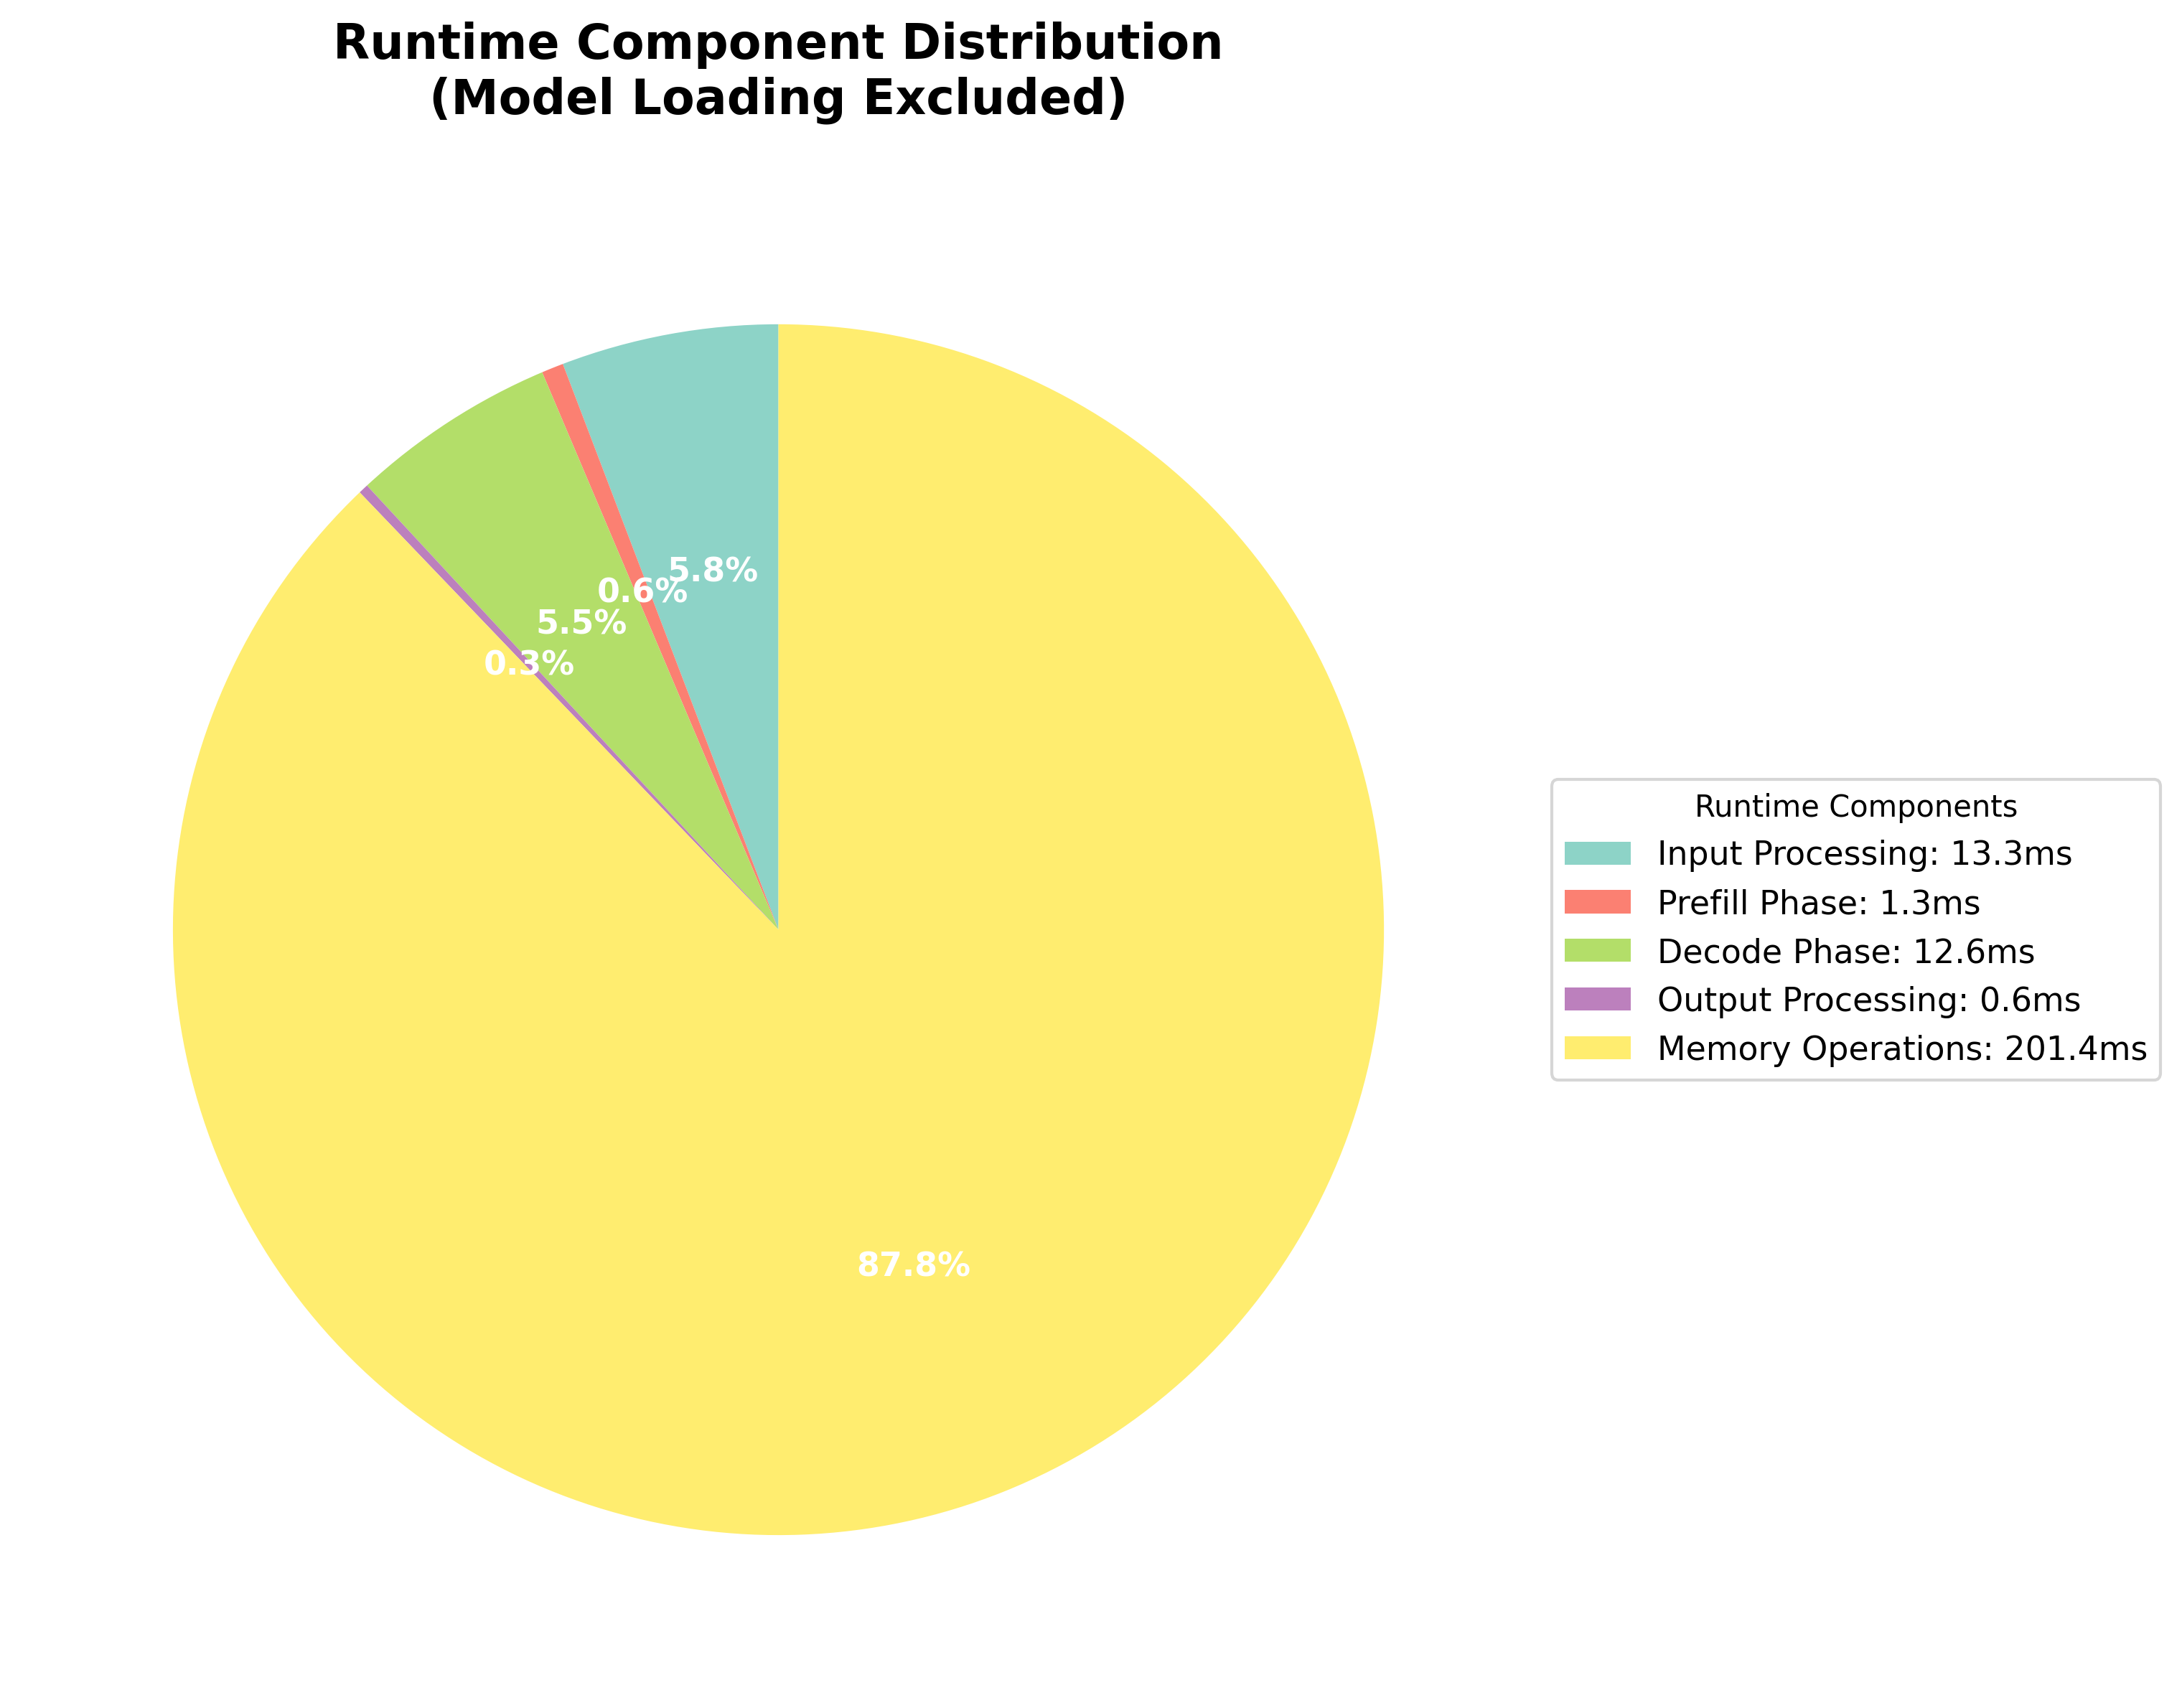 Runtime Component Distribution
(Model Loading Excluded)
5.8%
0.6%
5.5%
0.3%
87.8%
Runtime Components
Input Processing: 13.3ms
Prefill Phase: 1.3ms
Decode Phase: 12.6ms
Output Processing: 0.6ms
Memory Operations: 201.4ms